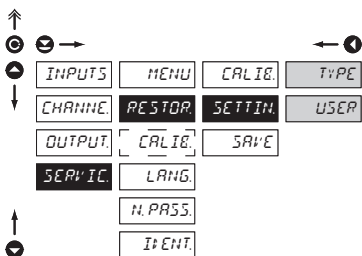 INPUTS MENU CALIB. TYPE
CHANNE. RESTOR. SETTIN. USER
OUTPUT. CALIB. SAVE
SERVIC. LANG.
N. PASS.
IDENT.